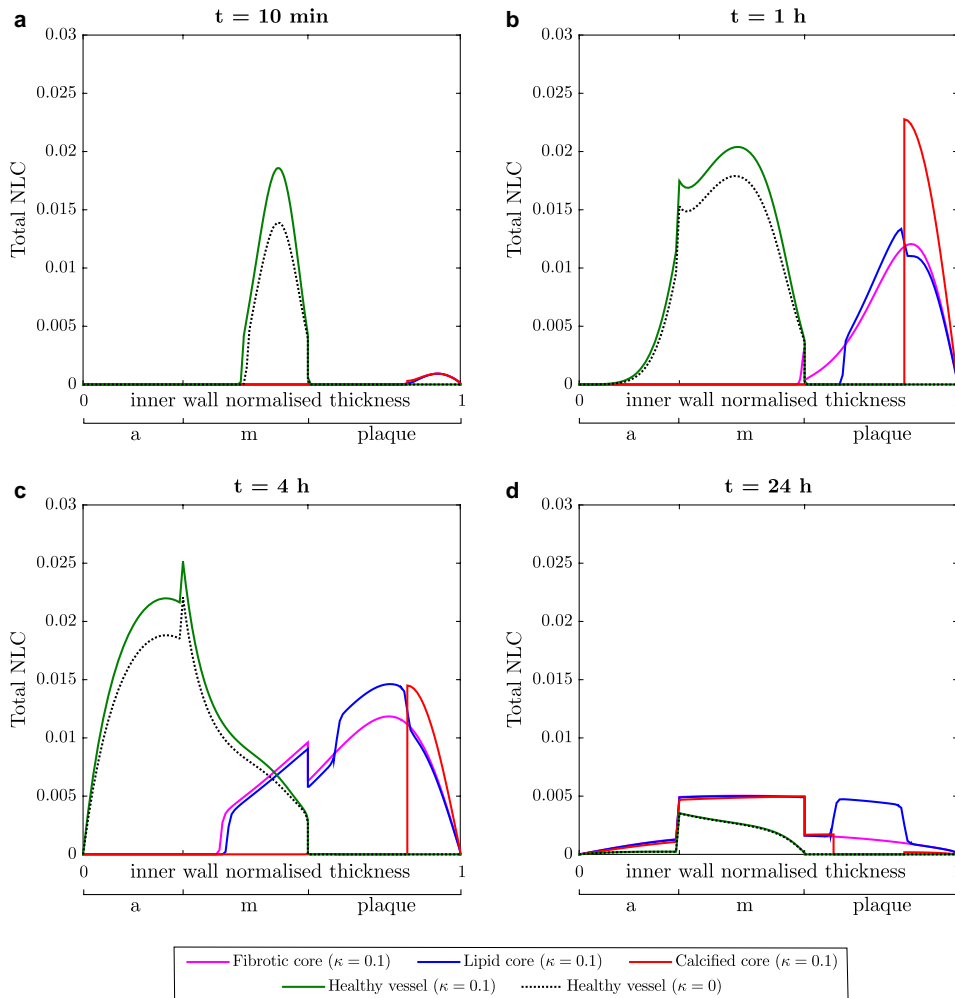 a
t = 10 min
0.03
0.025
0.02
0.015
0.01
0.005
0
Total NLC
0 inner wall normalised thickness 1
a m plaque
b
t = 1 h
0.03
0.025
0.02
0.015
0.01
0.005
0
Total NLC
0 inner wall normalised thickness
a m plaque
c
t = 4 h
0.03
0.025
0.02
0.015
0.01
0.005
0
Total NLC
0 inner wall normalised thickness 1
a m plaque
d
t = 24 h
0.03
0.025
0.02
0.015
0.01
0.005
0
Total NLC
0 inner wall normalised thickness
a m plaque
Fibrotic core (κ = 0.1) Lipid core (κ = 0.1) Calcified core (κ = 0.1)
Healthy vessel (κ = 0.1) Healthy vessel (κ = 0)